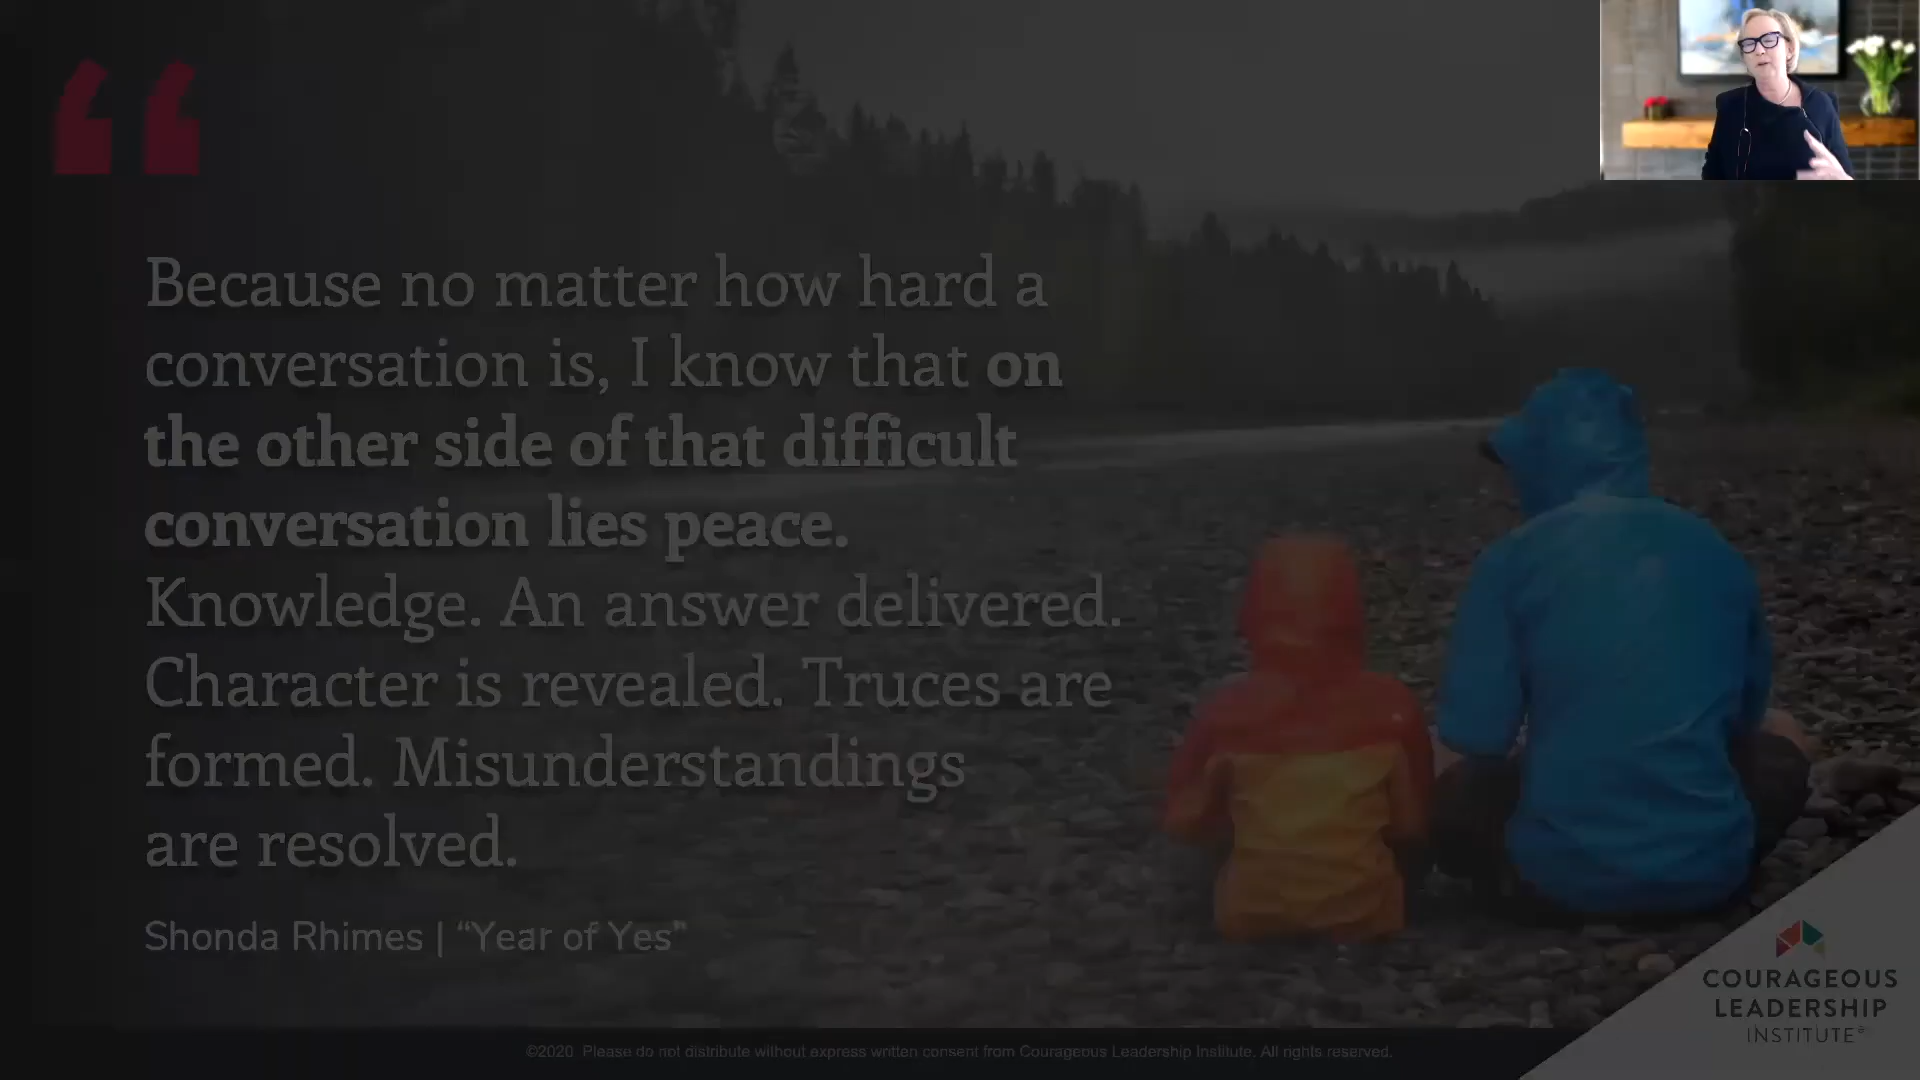 “
Because no matter how hard a
conversation is, I know that on
the other side of that difficult
conversation lies peace.
Knowledge. An answer delivered.
Character is revealed. Truces are
formed. Misunderstandings
are resolved.
Shonda Rhimes | “Year of Yes”
COURAGEOUS
LEADERSHIP
INSTITUTE®
©2020 Please do not distribute without express written consent from Courageous Leadership Institute. All rights reserved.